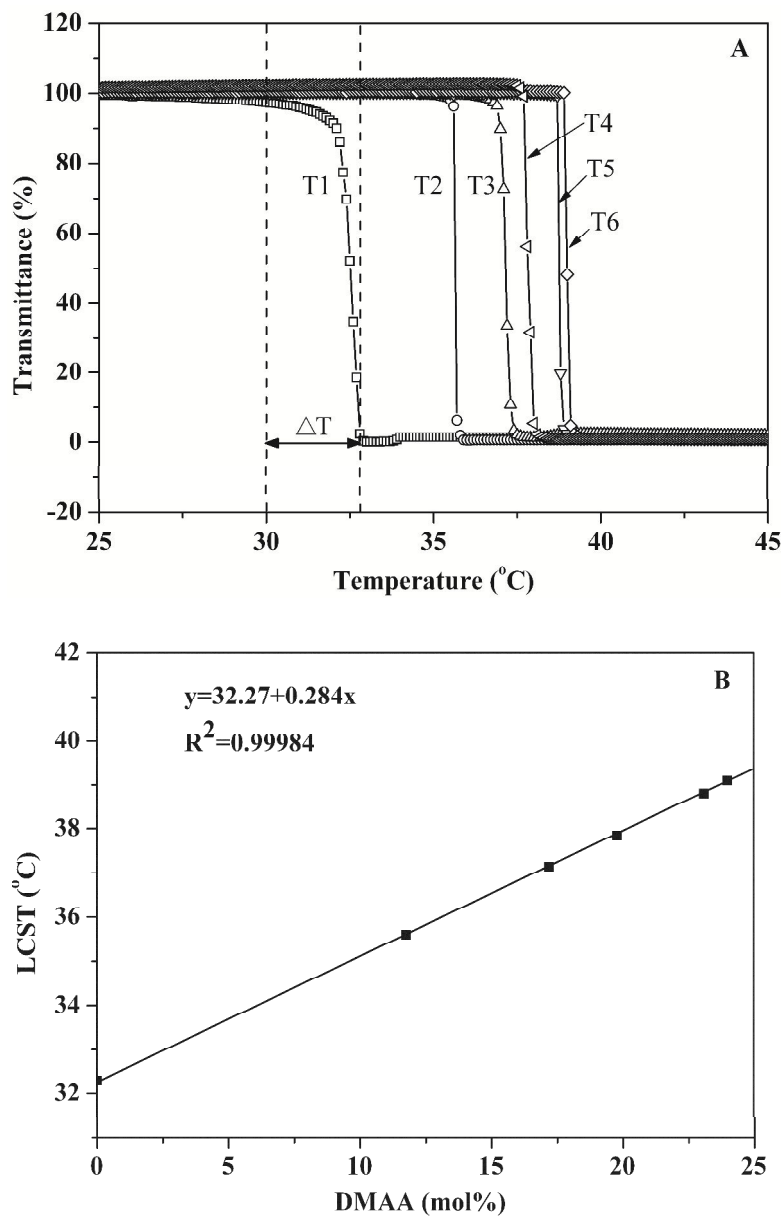 A
120
100
80
60
40
20
0
-20
Transmittance (%)
T1
T2
T3
T4
T5
T6
△T
25
30
35
40
45
Temperature (°C)
B
y=32.27+0.284x
R²=0.99984
42
40
38
36
34
32
LCST (°C)
0
5
10
15
20
25
DMAA (mol%)